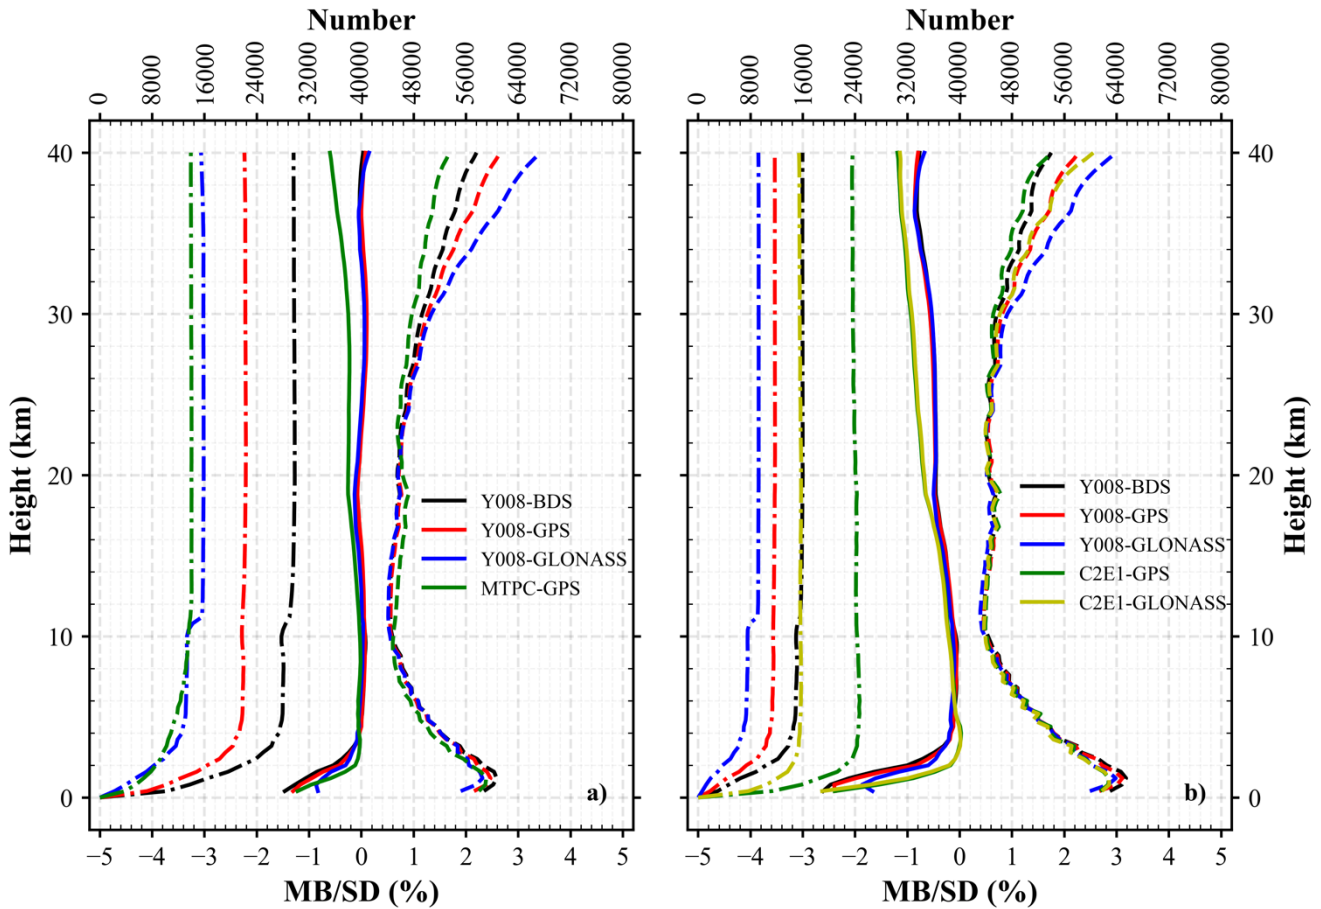 Number
Number
0 8000 16000 24000 32000 40000 48000 56000 64000 72000 80000
0 8000 16000 24000 32000 40000 48000 56000 64000 72000 80000
40
30
20
10
0
Height (km)
Y008-BDS
Y008-GPS
Y008-GLONASS
MTPC-GPS
a)
Y008-BDS
Y008-GPS
Y008-GLONASS
C2E1-GPS
C2E1-GLONASS
b)
40
30
20
10
0
Height (km)
−5 −4 −3 −2 −1 0 1 2 3 4 5
−5 −4 −3 −2 −1 0 1 2 3 4 5
MB/SD (%)
MB/SD (%)